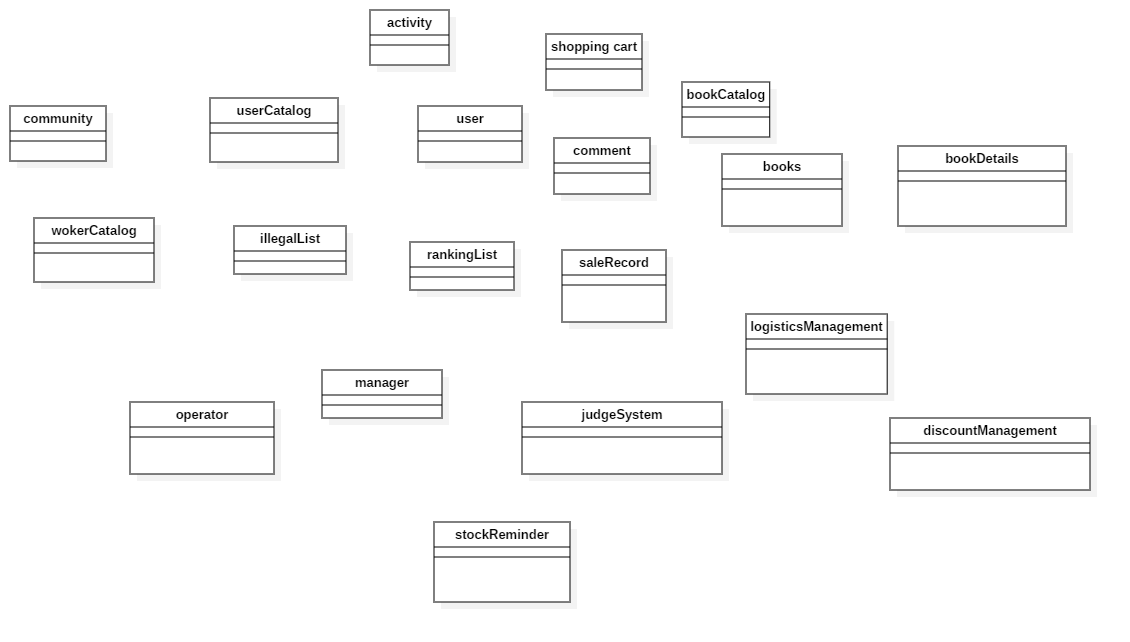 activity
shopping cart
bookCatalog
community
userCatalog
user
comment
books
bookDetails
wokerCatalog
illegalList
rankingList
saleRecord
logisticsManagement
manager
operator
judgeSystem
discountManagement
stockReminder